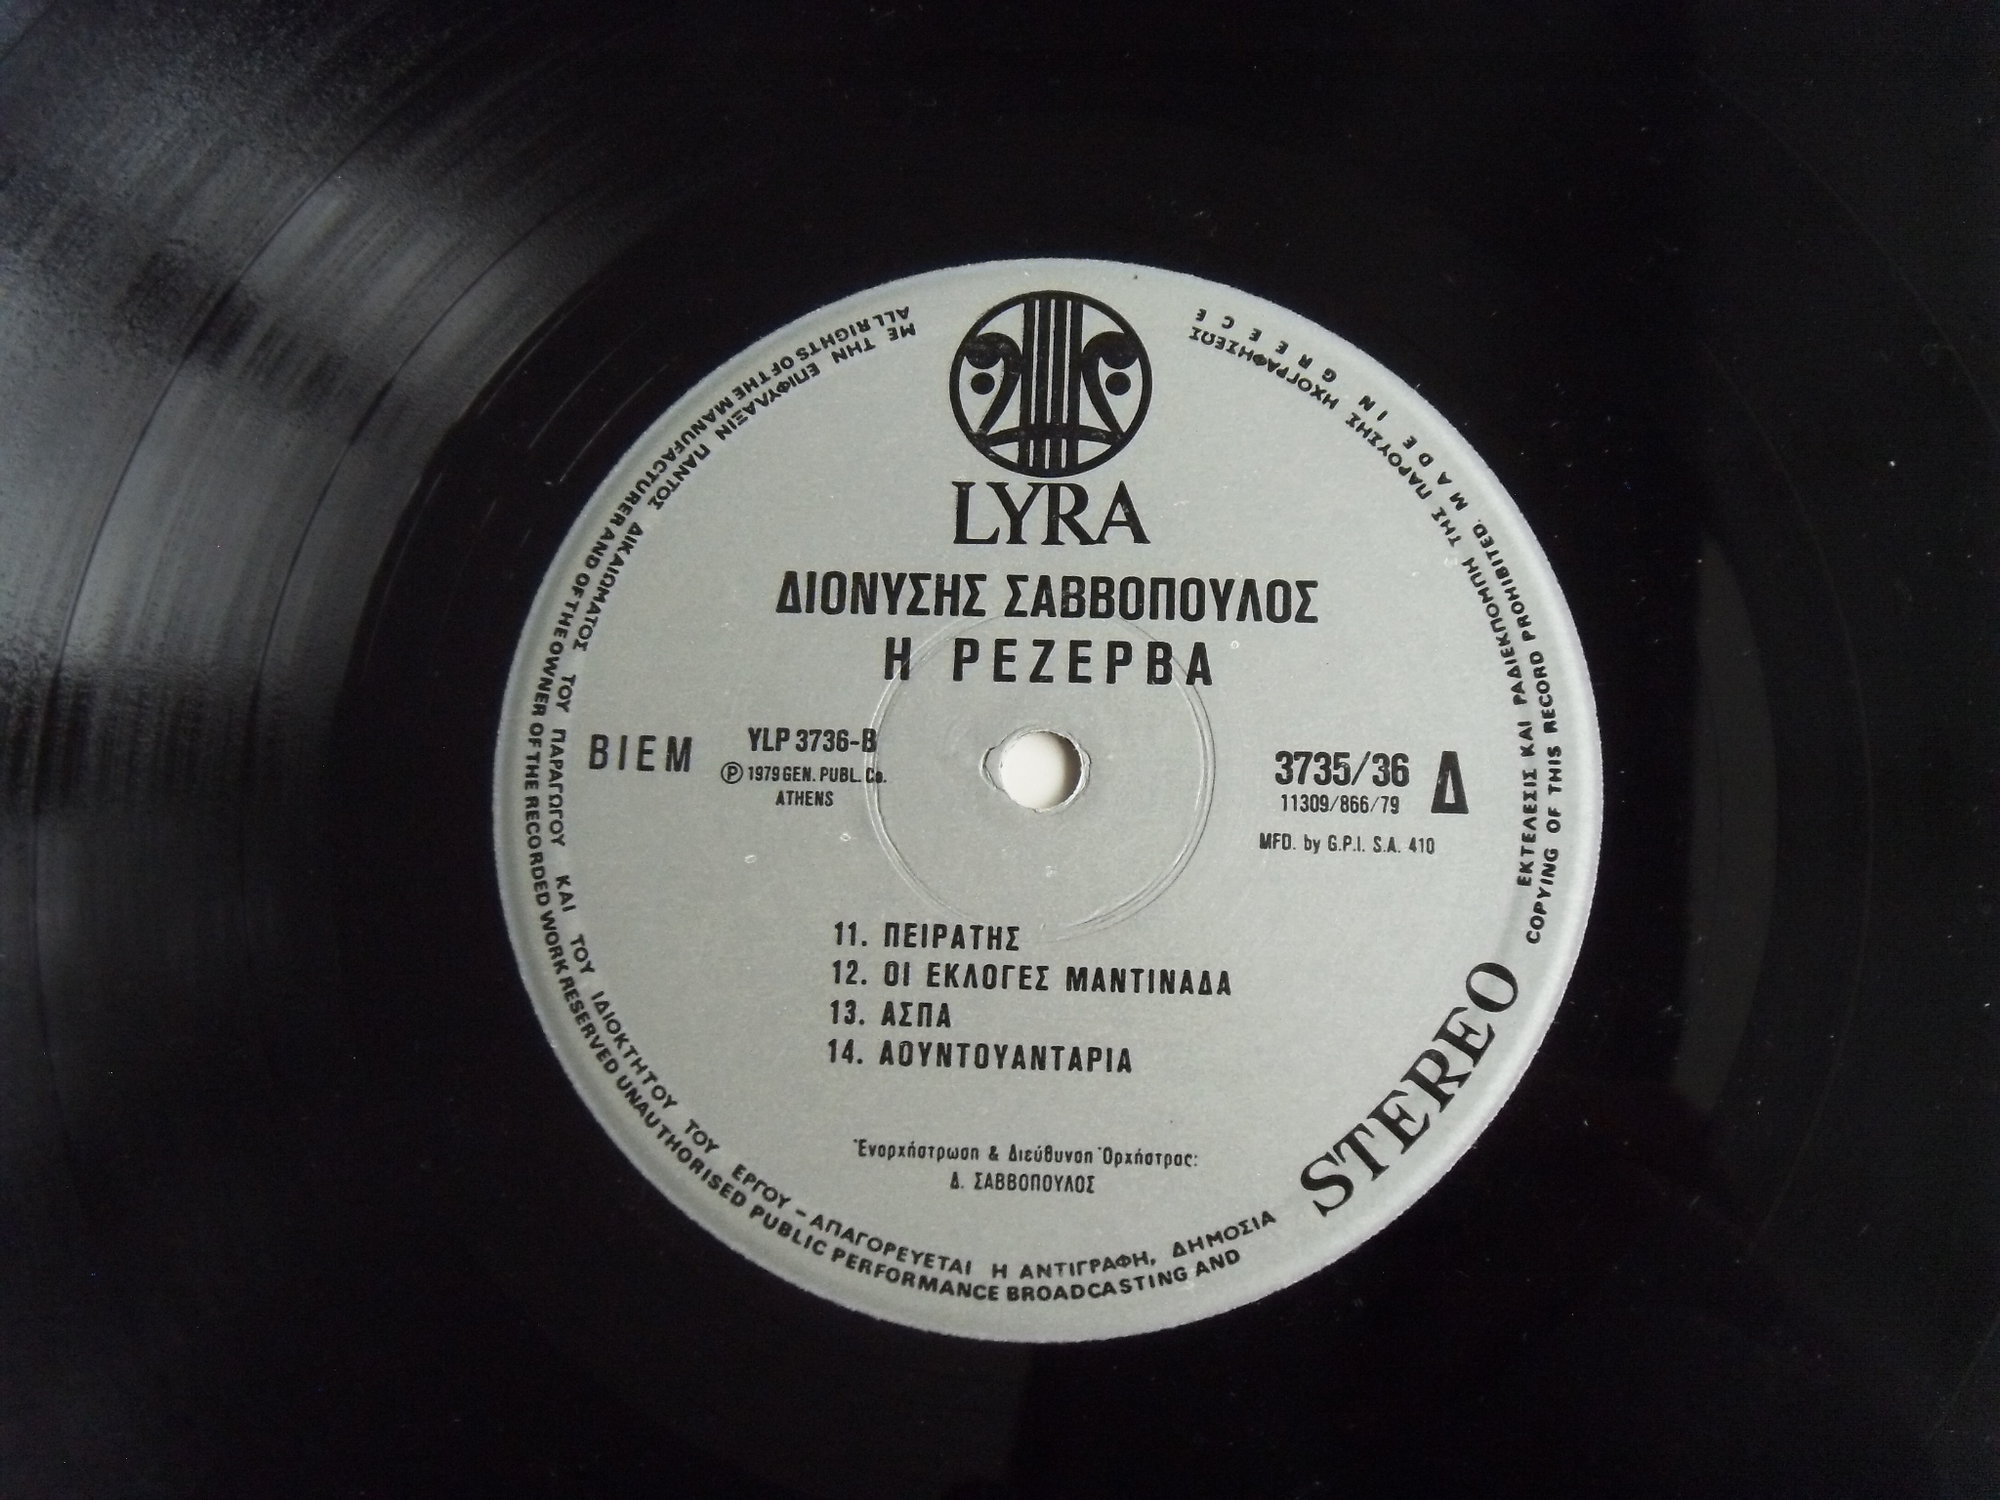 LYRA
ΔΙΟΝΥΣΗΣ ΣΑΒΒΟΠΟΥΛΟΣ
Η ΡΕΖΕΡΒΑ
BIEM
YLP 3736-B
℗ 1979 GEN. PUBL. Co.
ATHENS
3735/36 Δ
11309/866/79
MFD. by G.P.I. S.A. 410
11. ΠΕΙΡΑΤΗΣ
12. ΟΙ ΕΚΛΟΓΕΣ ΜΑΝΤΙΝΑΔΑ
13. ΑΣΠΑ
14. ΑΟΥΝΤΟΥΑΝΤΑΡΙΑ
Ἐνορχήστρωση & Διεύθυνση Ὀρχήστρας:
Δ. ΣΑΒΒΟΠΟΥΛΟΣ
STEREO
ΜΕ ΤΗΝ ΕΠΙΦΥΛΑΞΙΝ ΠΑΝΤΟΣ ΔΙΚΑΙΩΜΑΤΟΣ ΤΟΥ ΠΑΡΑΓΩΓΟΥ ΚΑΙ ΤΟΥ ΙΔΙΟΚΤΗΤΟΥ ΤΟΥ ΕΡΓΟΥ – ΑΠΑΓΟΡΕΥΕΤΑΙ Η ΑΝΤΙΓΡΑΦΗ, ΔΗΜΟΣΙΑ ΕΚΤΕΛΕΣΙΣ ΚΑΙ ΡΑΔΙΕΚΠΟΜΠΗ ΤΗΣ ΠΑΡΟΥΣΗΣ ΗΧΟΓΡΑΦΗΣΕΩΣ
ALL RIGHTS OF THE MANUFACTURER AND OF THE OWNER OF THE RECORDED WORK RESERVED UNAUTHORISED PUBLIC PERFORMANCE BROADCASTING AND COPYING OF THIS RECORD PROHIBITED. MADE IN GREECE